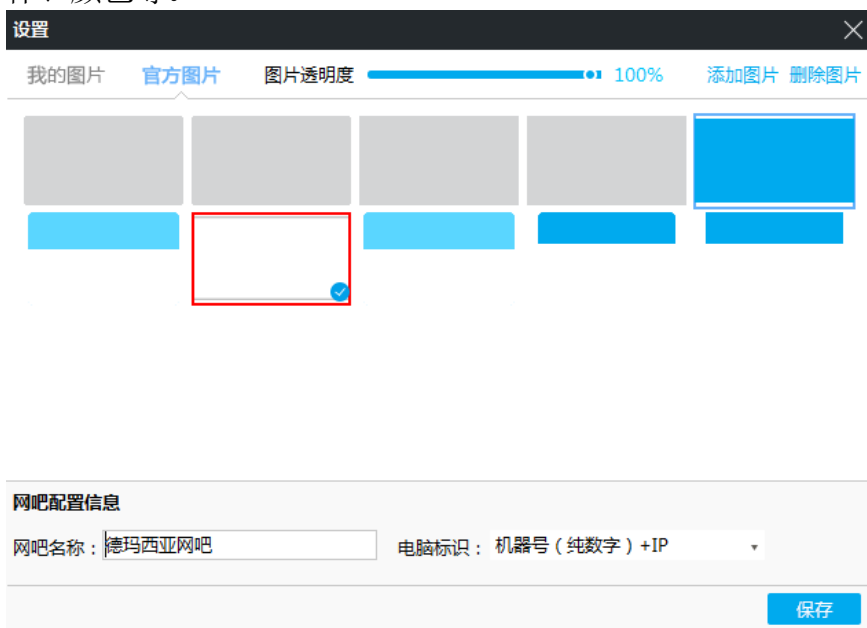 设置
我的图片 官方图片 图片透明度 100% 添加图片 删除图片
网吧配置信息
网吧名称：德玛西亚网吧 电脑标识：机器号（纯数字）+IP
保存